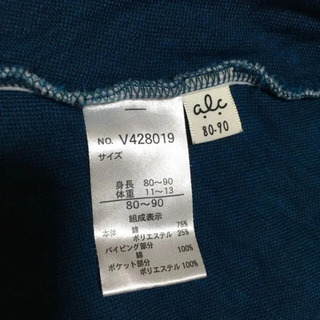 NO. V428019
サイズ
身長 80〜90
体重 11〜13
80〜90
組成表示
本体 綿 75%
ポリエステル 25%
パイピング部分
綿 100%
ポケット部分
ポリエステル 100%
a.l.c
80-90